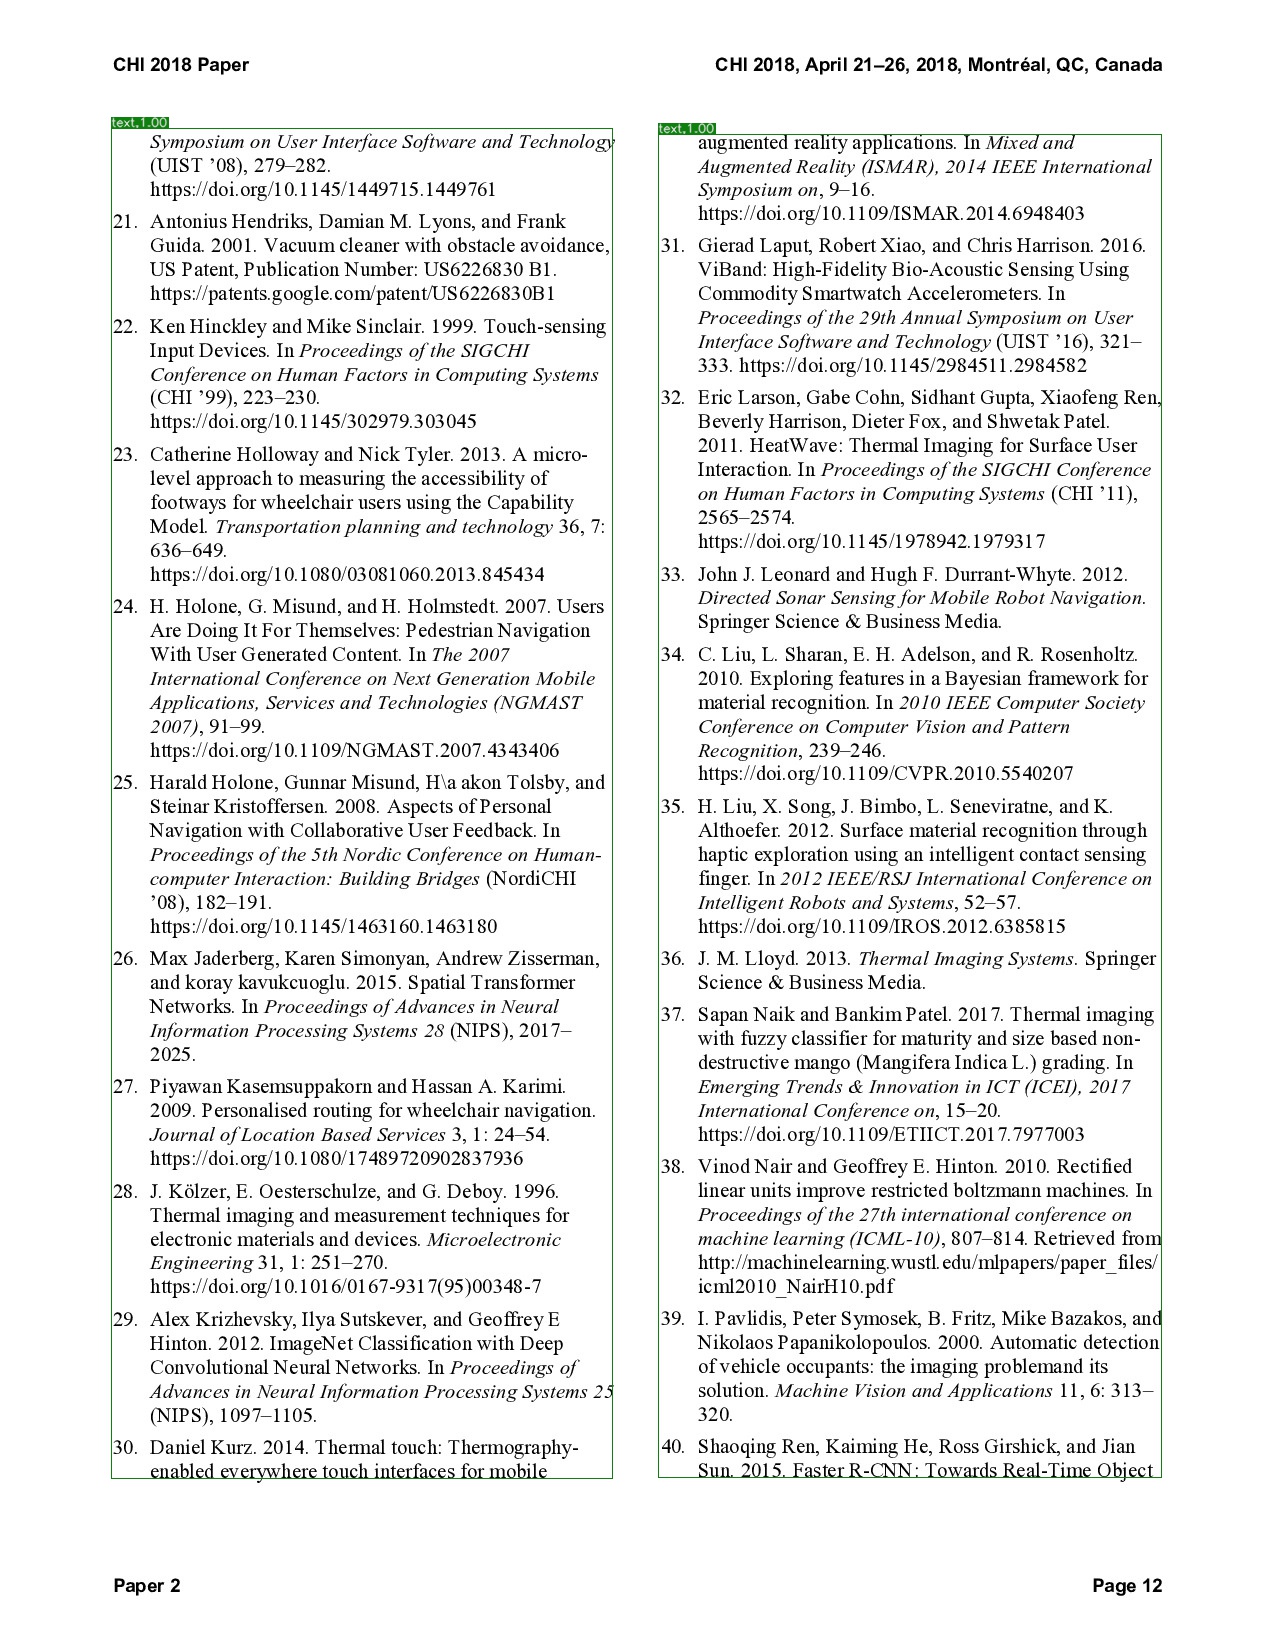 CHI 2018 Paper
CHI 2018, April 21–26, 2018, Montréal, QC, Canada
text,1.00
Symposium on User Interface Software and Technology
(UIST ’08), 279–282.
https://doi.org/10.1145/1449715.1449761
21. Antonius Hendriks, Damian M. Lyons, and Frank
Guida. 2001. Vacuum cleaner with obstacle avoidance,
US Patent, Publication Number: US6226830 B1.
https://patents.google.com/patent/US6226830B1
22. Ken Hinckley and Mike Sinclair. 1999. Touch-sensing
Input Devices. In Proceedings of the SIGCHI
Conference on Human Factors in Computing Systems
(CHI ’99), 223–230.
https://doi.org/10.1145/302979.303045
23. Catherine Holloway and Nick Tyler. 2013. A micro-
level approach to measuring the accessibility of
footways for wheelchair users using the Capability
Model. Transportation planning and technology 36, 7:
636–649.
https://doi.org/10.1080/03081060.2013.845434
24. H. Holone, G. Misund, and H. Holmstedt. 2007. Users
Are Doing It For Themselves: Pedestrian Navigation
With User Generated Content. In The 2007
International Conference on Next Generation Mobile
Applications, Services and Technologies (NGMAST
2007), 91–99.
https://doi.org/10.1109/NGMAST.2007.4343406
25. Harald Holone, Gunnar Misund, H\a akon Tolsby, and
Steinar Kristoffersen. 2008. Aspects of Personal
Navigation with Collaborative User Feedback. In
Proceedings of the 5th Nordic Conference on Human-
computer Interaction: Building Bridges (NordiCHI
’08), 182–191.
https://doi.org/10.1145/1463160.1463180
26. Max Jaderberg, Karen Simonyan, Andrew Zisserman,
and koray kavukcuoglu. 2015. Spatial Transformer
Networks. In Proceedings of Advances in Neural
Information Processing Systems 28 (NIPS), 2017–
2025.
27. Piyawan Kasemsuppakorn and Hassan A. Karimi.
2009. Personalised routing for wheelchair navigation.
Journal of Location Based Services 3, 1: 24–54.
https://doi.org/10.1080/17489720902837936
28. J. Kölzer, E. Oesterschulze, and G. Deboy. 1996.
Thermal imaging and measurement techniques for
electronic materials and devices. Microelectronic
Engineering 31, 1: 251–270.
https://doi.org/10.1016/0167-9317(95)00348-7
29. Alex Krizhevsky, Ilya Sutskever, and Geoffrey E
Hinton. 2012. ImageNet Classification with Deep
Convolutional Neural Networks. In Proceedings of
Advances in Neural Information Processing Systems 25
(NIPS), 1097–1105.
30. Daniel Kurz. 2014. Thermal touch: Thermography-
enabled everywhere touch interfaces for mobile
text,1.00
augmented reality applications. In Mixed and
Augmented Reality (ISMAR), 2014 IEEE International
Symposium on, 9–16.
https://doi.org/10.1109/ISMAR.2014.6948403
31. Gierad Laput, Robert Xiao, and Chris Harrison. 2016.
ViBand: High-Fidelity Bio-Acoustic Sensing Using
Commodity Smartwatch Accelerometers. In
Proceedings of the 29th Annual Symposium on User
Interface Software and Technology (UIST ’16), 321–
333. https://doi.org/10.1145/2984511.2984582
32. Eric Larson, Gabe Cohn, Sidhant Gupta, Xiaofeng Ren,
Beverly Harrison, Dieter Fox, and Shwetak Patel.
2011. HeatWave: Thermal Imaging for Surface User
Interaction. In Proceedings of the SIGCHI Conference
on Human Factors in Computing Systems (CHI ’11),
2565–2574.
https://doi.org/10.1145/1978942.1979317
33. John J. Leonard and Hugh F. Durrant-Whyte. 2012.
Directed Sonar Sensing for Mobile Robot Navigation.
Springer Science & Business Media.
34. C. Liu, L. Sharan, E. H. Adelson, and R. Rosenholtz.
2010. Exploring features in a Bayesian framework for
material recognition. In 2010 IEEE Computer Society
Conference on Computer Vision and Pattern
Recognition, 239–246.
https://doi.org/10.1109/CVPR.2010.5540207
35. H. Liu, X. Song, J. Bimbo, L. Seneviratne, and K.
Althoefer. 2012. Surface material recognition through
haptic exploration using an intelligent contact sensing
finger. In 2012 IEEE/RSJ International Conference on
Intelligent Robots and Systems, 52–57.
https://doi.org/10.1109/IROS.2012.6385815
36. J. M. Lloyd. 2013. Thermal Imaging Systems. Springer
Science & Business Media.
37. Sapan Naik and Bankim Patel. 2017. Thermal imaging
with fuzzy classifier for maturity and size based non-
destructive mango (Mangifera Indica L.) grading. In
Emerging Trends & Innovation in ICT (ICEI), 2017
International Conference on, 15–20.
https://doi.org/10.1109/ETIICT.2017.7977003
38. Vinod Nair and Geoffrey E. Hinton. 2010. Rectified
linear units improve restricted boltzmann machines. In
Proceedings of the 27th international conference on
machine learning (ICML-10), 807–814. Retrieved from
http://machinelearning.wustl.edu/mlpapers/paper_files/
icml2010_NairH10.pdf
39. I. Pavlidis, Peter Symosek, B. Fritz, Mike Bazakos, and
Nikolaos Papanikolopoulos. 2000. Automatic detection
of vehicle occupants: the imaging problemand its
solution. Machine Vision and Applications 11, 6: 313–
320.
40. Shaoqing Ren, Kaiming He, Ross Girshick, and Jian
Sun. 2015. Faster R-CNN: Towards Real-Time Object
Paper 2
Page 12